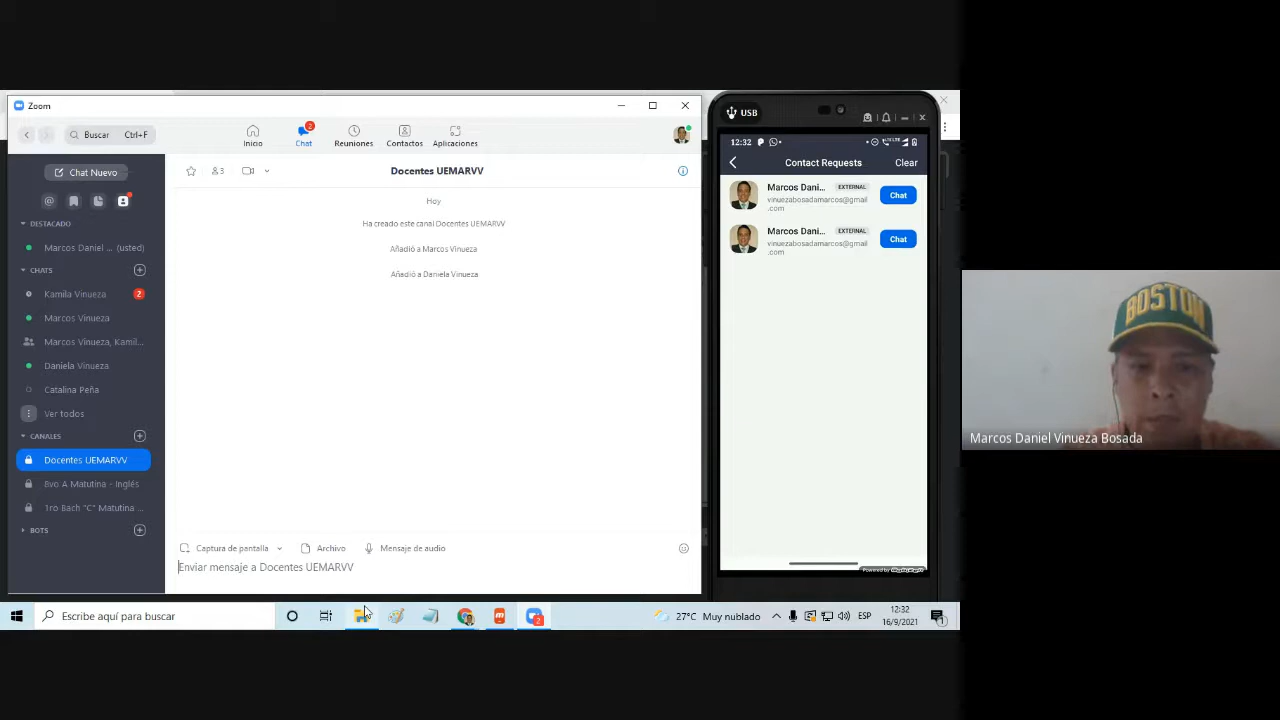 Zoom
Buscar Ctrl+F
Inicio
2
Chat
Reuniones
Contactos
Aplicaciones
Chat Nuevo
3
Docentes UEMARVV
DESTACADO
Marcos Daniel ... (usted)
CHATS
Kamila Vinueza 2
Marcos Vinueza
Marcos Vinueza, Kamil...
Daniela Vinueza
Catalina Peña
Ver todos
CANALES
Docentes UEMARVV
8vo A Matutina - Inglés
1ro Bach "C" Matutina ...
BOTS
Hoy
Ha creado este canal Docentes UEMARVV
Añadió a Marcos Vinueza
Añadió a Daniela Vinueza
Captura de pantalla
Archivo
Mensaje de audio
Enviar mensaje a Docentes UEMARVV
USB
12:32
Contact Requests
Clear
Marcos Dani... EXTERNAL
vinuezabosadamarcos@gmail
.com
Chat
Marcos Dani... EXTERNAL
vinuezabosadamarcos@gmail
.com
Chat
BOSTON
Marcos Daniel Vinueza Bosada
Escribe aquí para buscar
2
27°C Muy nublado
ESP
12:32
16/9/2021
1